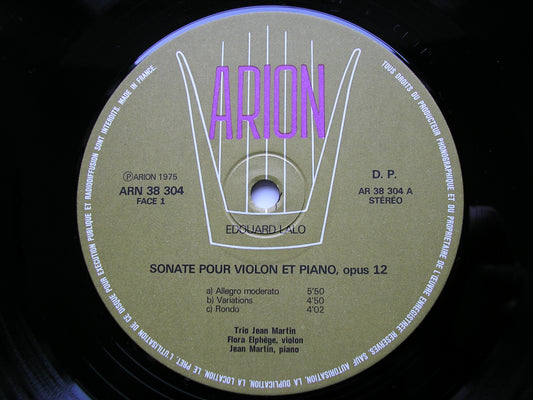 ARION
Ⓟ ARION 1975
ARN 38 304
FACE 1
D. P.
AR 38 304 A
STÉRÉO
EDOUARD LALO
SONATE POUR VIOLON ET PIANO, opus 12
a) Allegro moderato 5'50
b) Variations 4'50
c) Rondo 4'02
Trio Jean Martin
Flora Elphège, violon
Jean Martin, piano
TOUS DROITS DU PRODUCTEUR PHONOGRAPHIQUE ET DU PROPRIETAIRE DE L'ŒUVRE ENREGISTREE RESERVES SAUF AUTORISATION, LA DUPLICATION, LA LOCATION, LE PRET, L'UTILISATION DE CE DISQUE POUR EXECUTION PUBLIQUE ET RADIODIFFUSION SONT INTERDITS. MADE IN FRANCE.